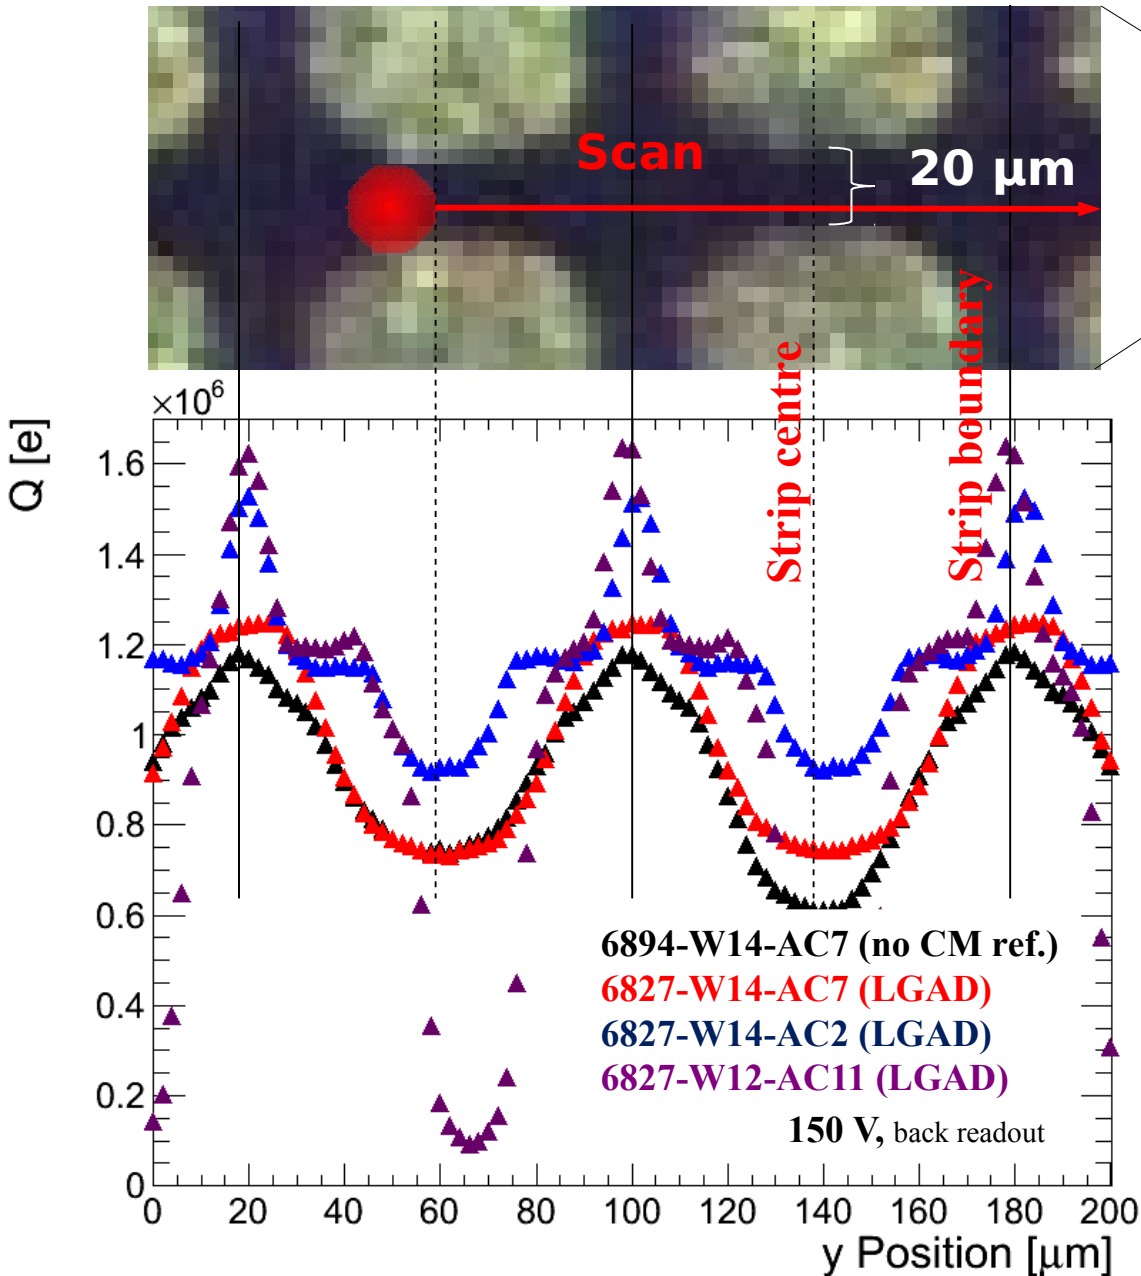 Scan
20 μm
Strip centre
Strip boundary
×10⁶
Q [e]
1.6
1.4
1.2
1
0.8
0.6
0.4
0.2
0
6894-W14-AC7 (no CM ref.)
6827-W14-AC7 (LGAD)
6827-W14-AC2 (LGAD)
6827-W12-AC11 (LGAD)
150 V, back readout
0 20 40 60 80 100 120 140 160 180 200
y Position [μm]